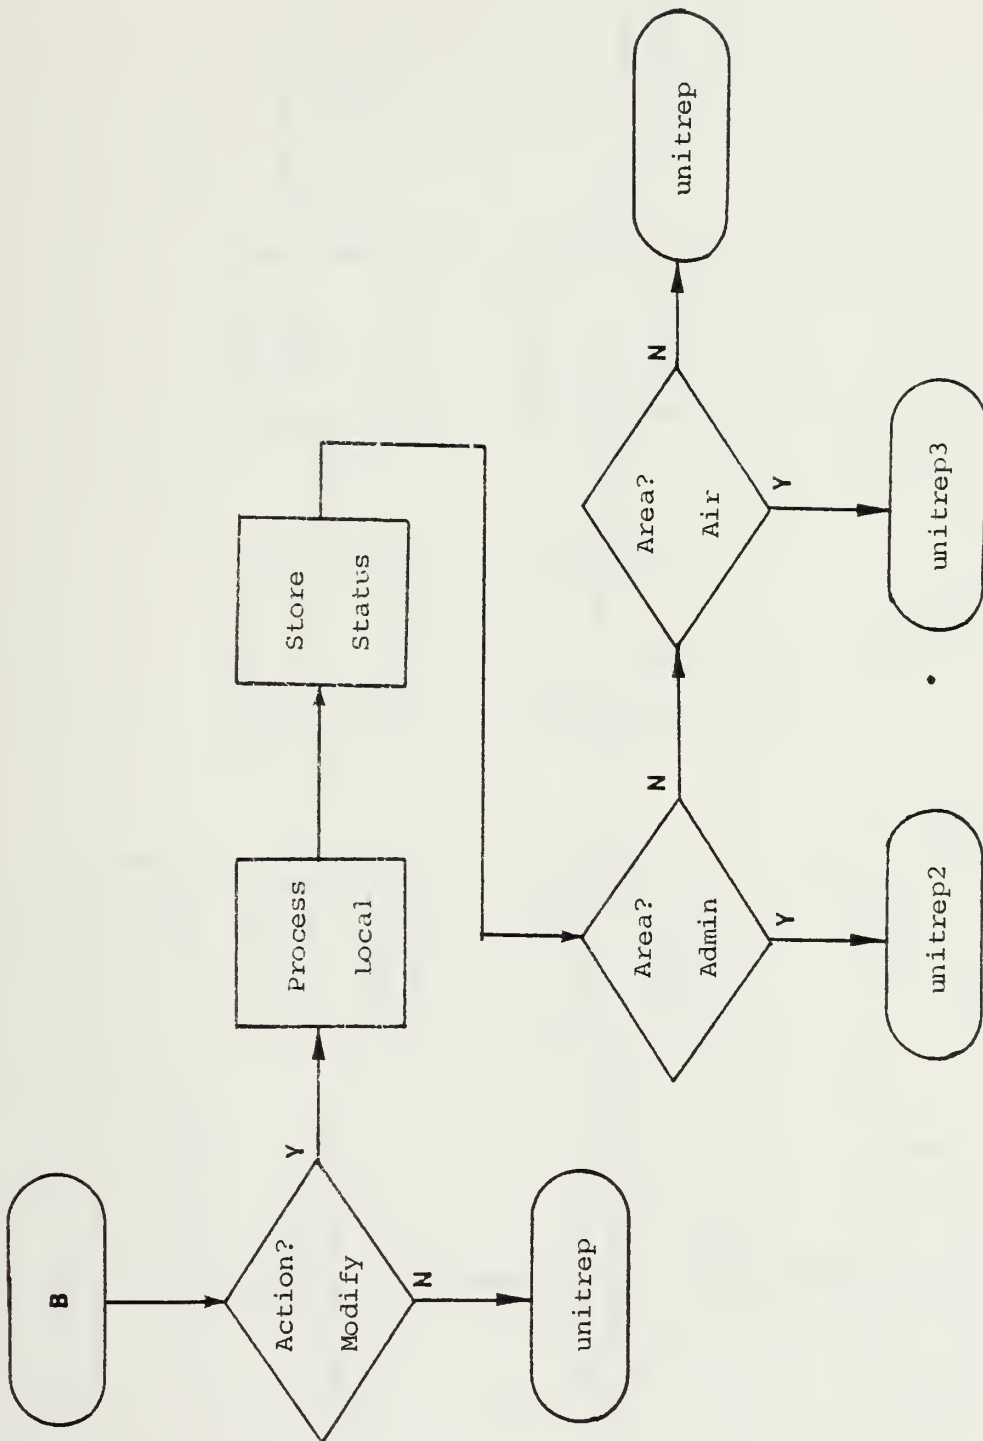 B
Action?
Modify
N
unitrep
Y
Process
Local
Store
Status
Area?
Admin
Y
unitrep2
N
Area?
Air
Y
unitrep3
N
unitrep